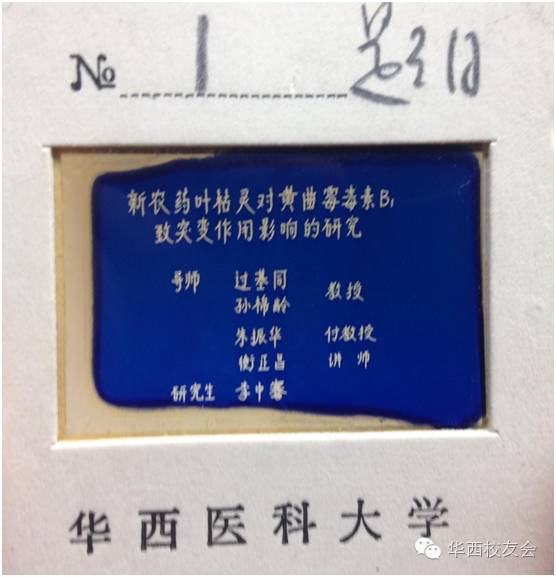 № 1 题目
新农药叶枯灵对黄曲霉毒素B₁
致突变作用影响的研究
导师 过基同 教授
孙棉龄
朱振华 付教授
衡正昌 讲师
研究生 李中
华西医科大学
华西校友会